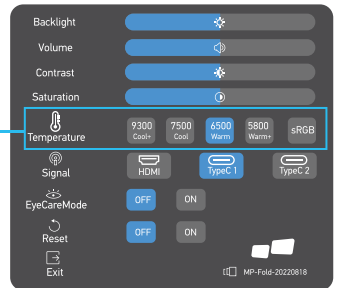 Backlight
Volume
Contrast
Saturation
Temperature
9300 Cool+
7500 Cool
6500 Warm
5800 Warm+
sRGB
Signal
HDMI
TypeC 1
TypeC 2
EyeCareMode
OFF
ON
Reset
OFF
ON
Exit
MP-Fold-20220818